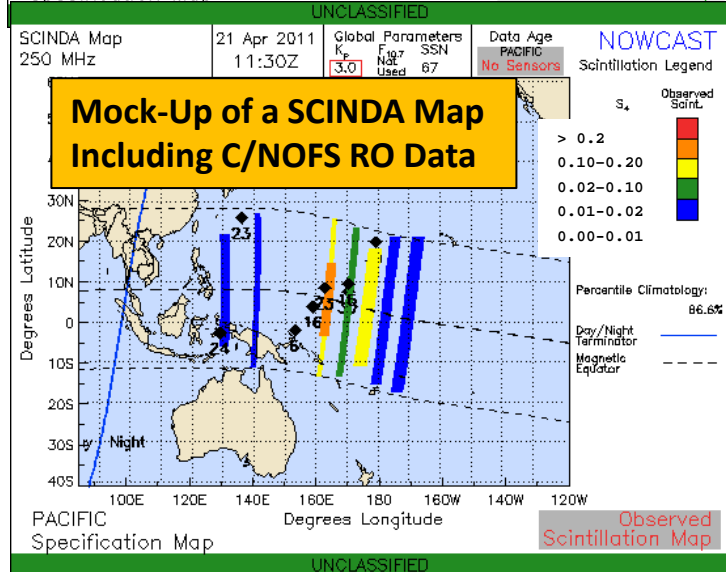 UNCLASSIFIED
SCINDA Map
250 MHz
21 Apr 2011
11:30Z
Global Parameters
Kp F10.7 SSN
3.0 Not Used 67
Data Age
PACIFIC
No Sensors
NOWCAST
Scintillation Legend
Mock-Up of a SCINDA Map
Including C/NOFS RO Data
S4
Observed
Scint.
> 0.2
0.10-0.20
0.02-0.10
0.01-0.02
0.00-0.01
Percentile Climatology:
86.6%
Day/Night
Terminator
Magnetic
Equator
Degrees Latitude
30N
20N
10N
0
10S
20S
30S
40S
23
23
16
16
6
24
Night
100E 120E 140E 160E 180 160W 140W 120W
Degrees Longitude
PACIFIC
Specification Map
Observed
Scintillation Map
UNCLASSIFIED